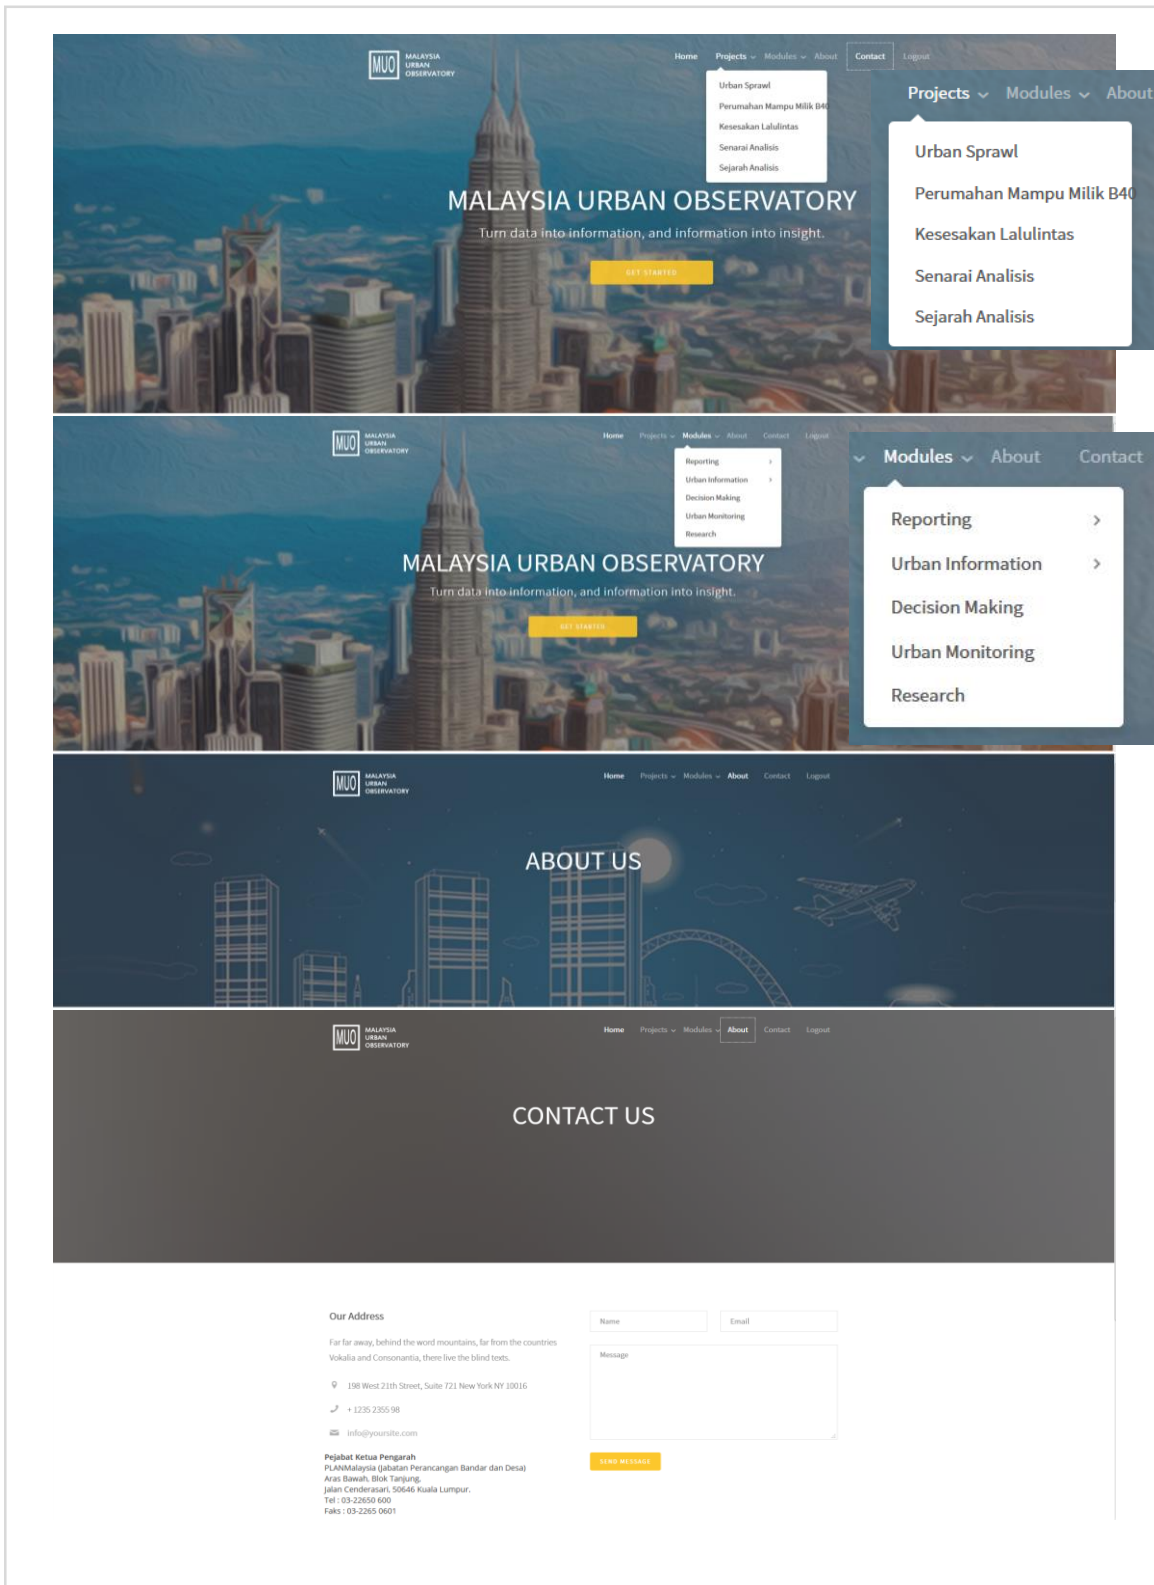 MUO
MALAYSIA
URBAN
OBSERVATORY
Home Projects Modules About Contact Logout
Urban Sprawl
Perumahan Mampu Milik B40
Kesesakan Lalulintas
Senarai Analisis
Sejarah Analisis
MALAYSIA URBAN OBSERVATORY
Turn data into information, and information into insight.
GET STARTED
Projects Modules About
Urban Sprawl
Perumahan Mampu Milik B40
Kesesakan Lalulintas
Senarai Analisis
Sejarah Analisis
MUO
MALAYSIA
URBAN
OBSERVATORY
Home Projects Modules About Contact Logout
Reporting
Urban Information
Decision Making
Urban Monitoring
Research
MALAYSIA URBAN OBSERVATORY
Turn data into information, and information into insight.
GET STARTED
Modules About Contact
Reporting
Urban Information
Decision Making
Urban Monitoring
Research
MUO
MALAYSIA
URBAN
OBSERVATORY
Home Projects Modules About Contact Logout
ABOUT US
MUO
MALAYSIA
URBAN
OBSERVATORY
Home Projects Modules About Contact Logout
CONTACT US
Our Address
Far far away, behind the word mountains, far from the countries
Vokalia and Consonantia, there live the blind texts.
198 West 21th Street, Suite 721 New York NY 10016
+ 1235 2355 98
info@yoursite.com
Pejabat Ketua Pengarah
PLANMalaysia (Jabatan Perancangan Bandar dan Desa)
Aras Bawah, Blok Tanjung,
Jalan Cenderasari, 50646 Kuala Lumpur.
Tel : 03-22650 600
Faks : 03-2265 0601
Name
Email
Message
SEND MESSAGE